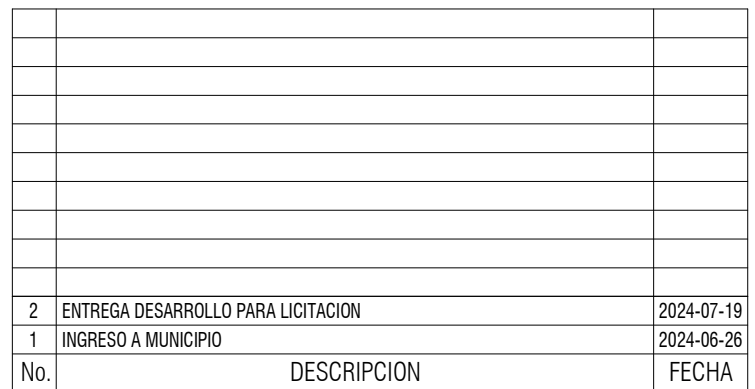 2 ENTREGA DESARROLLO PARA LICITACION 2024-07-19
1 INGRESO A MUNICIPIO 2024-06-26
No. DESCRIPCION FECHA